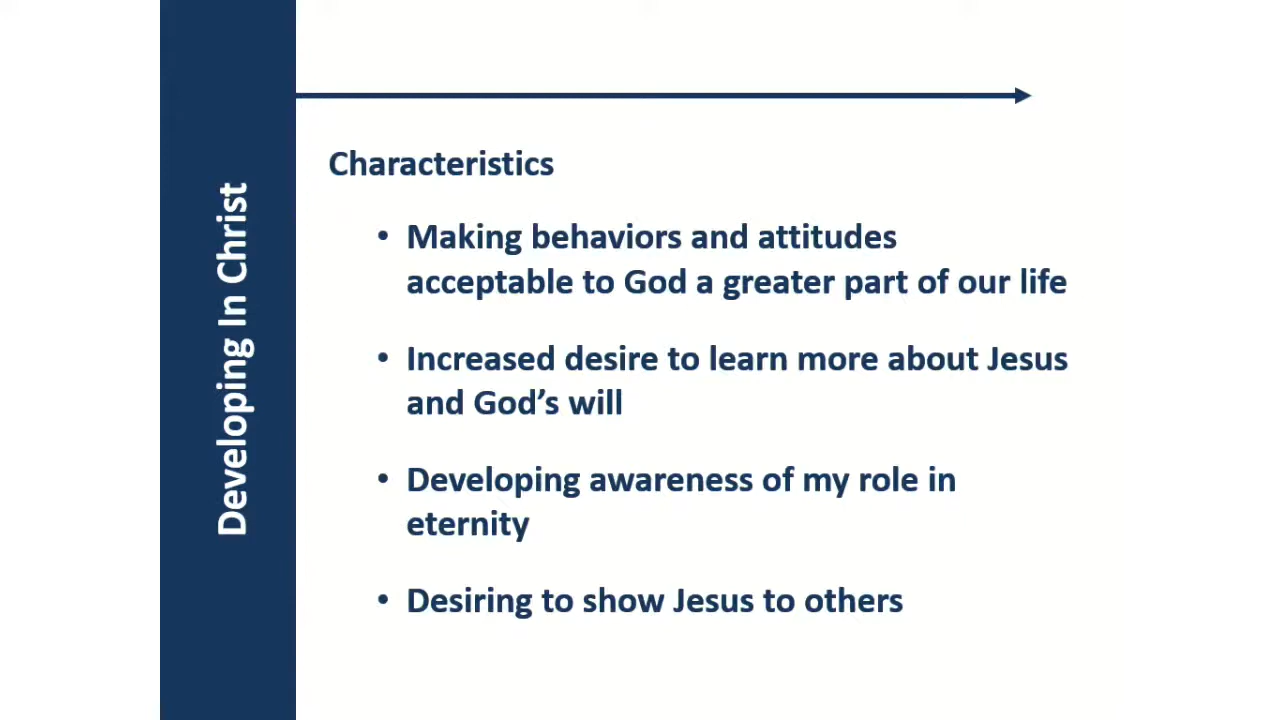 Developing In Christ
Characteristics
• Making behaviors and attitudes
acceptable to God a greater part of our life
• Increased desire to learn more about Jesus
and God’s will
• Developing awareness of my role in
eternity
• Desiring to show Jesus to others